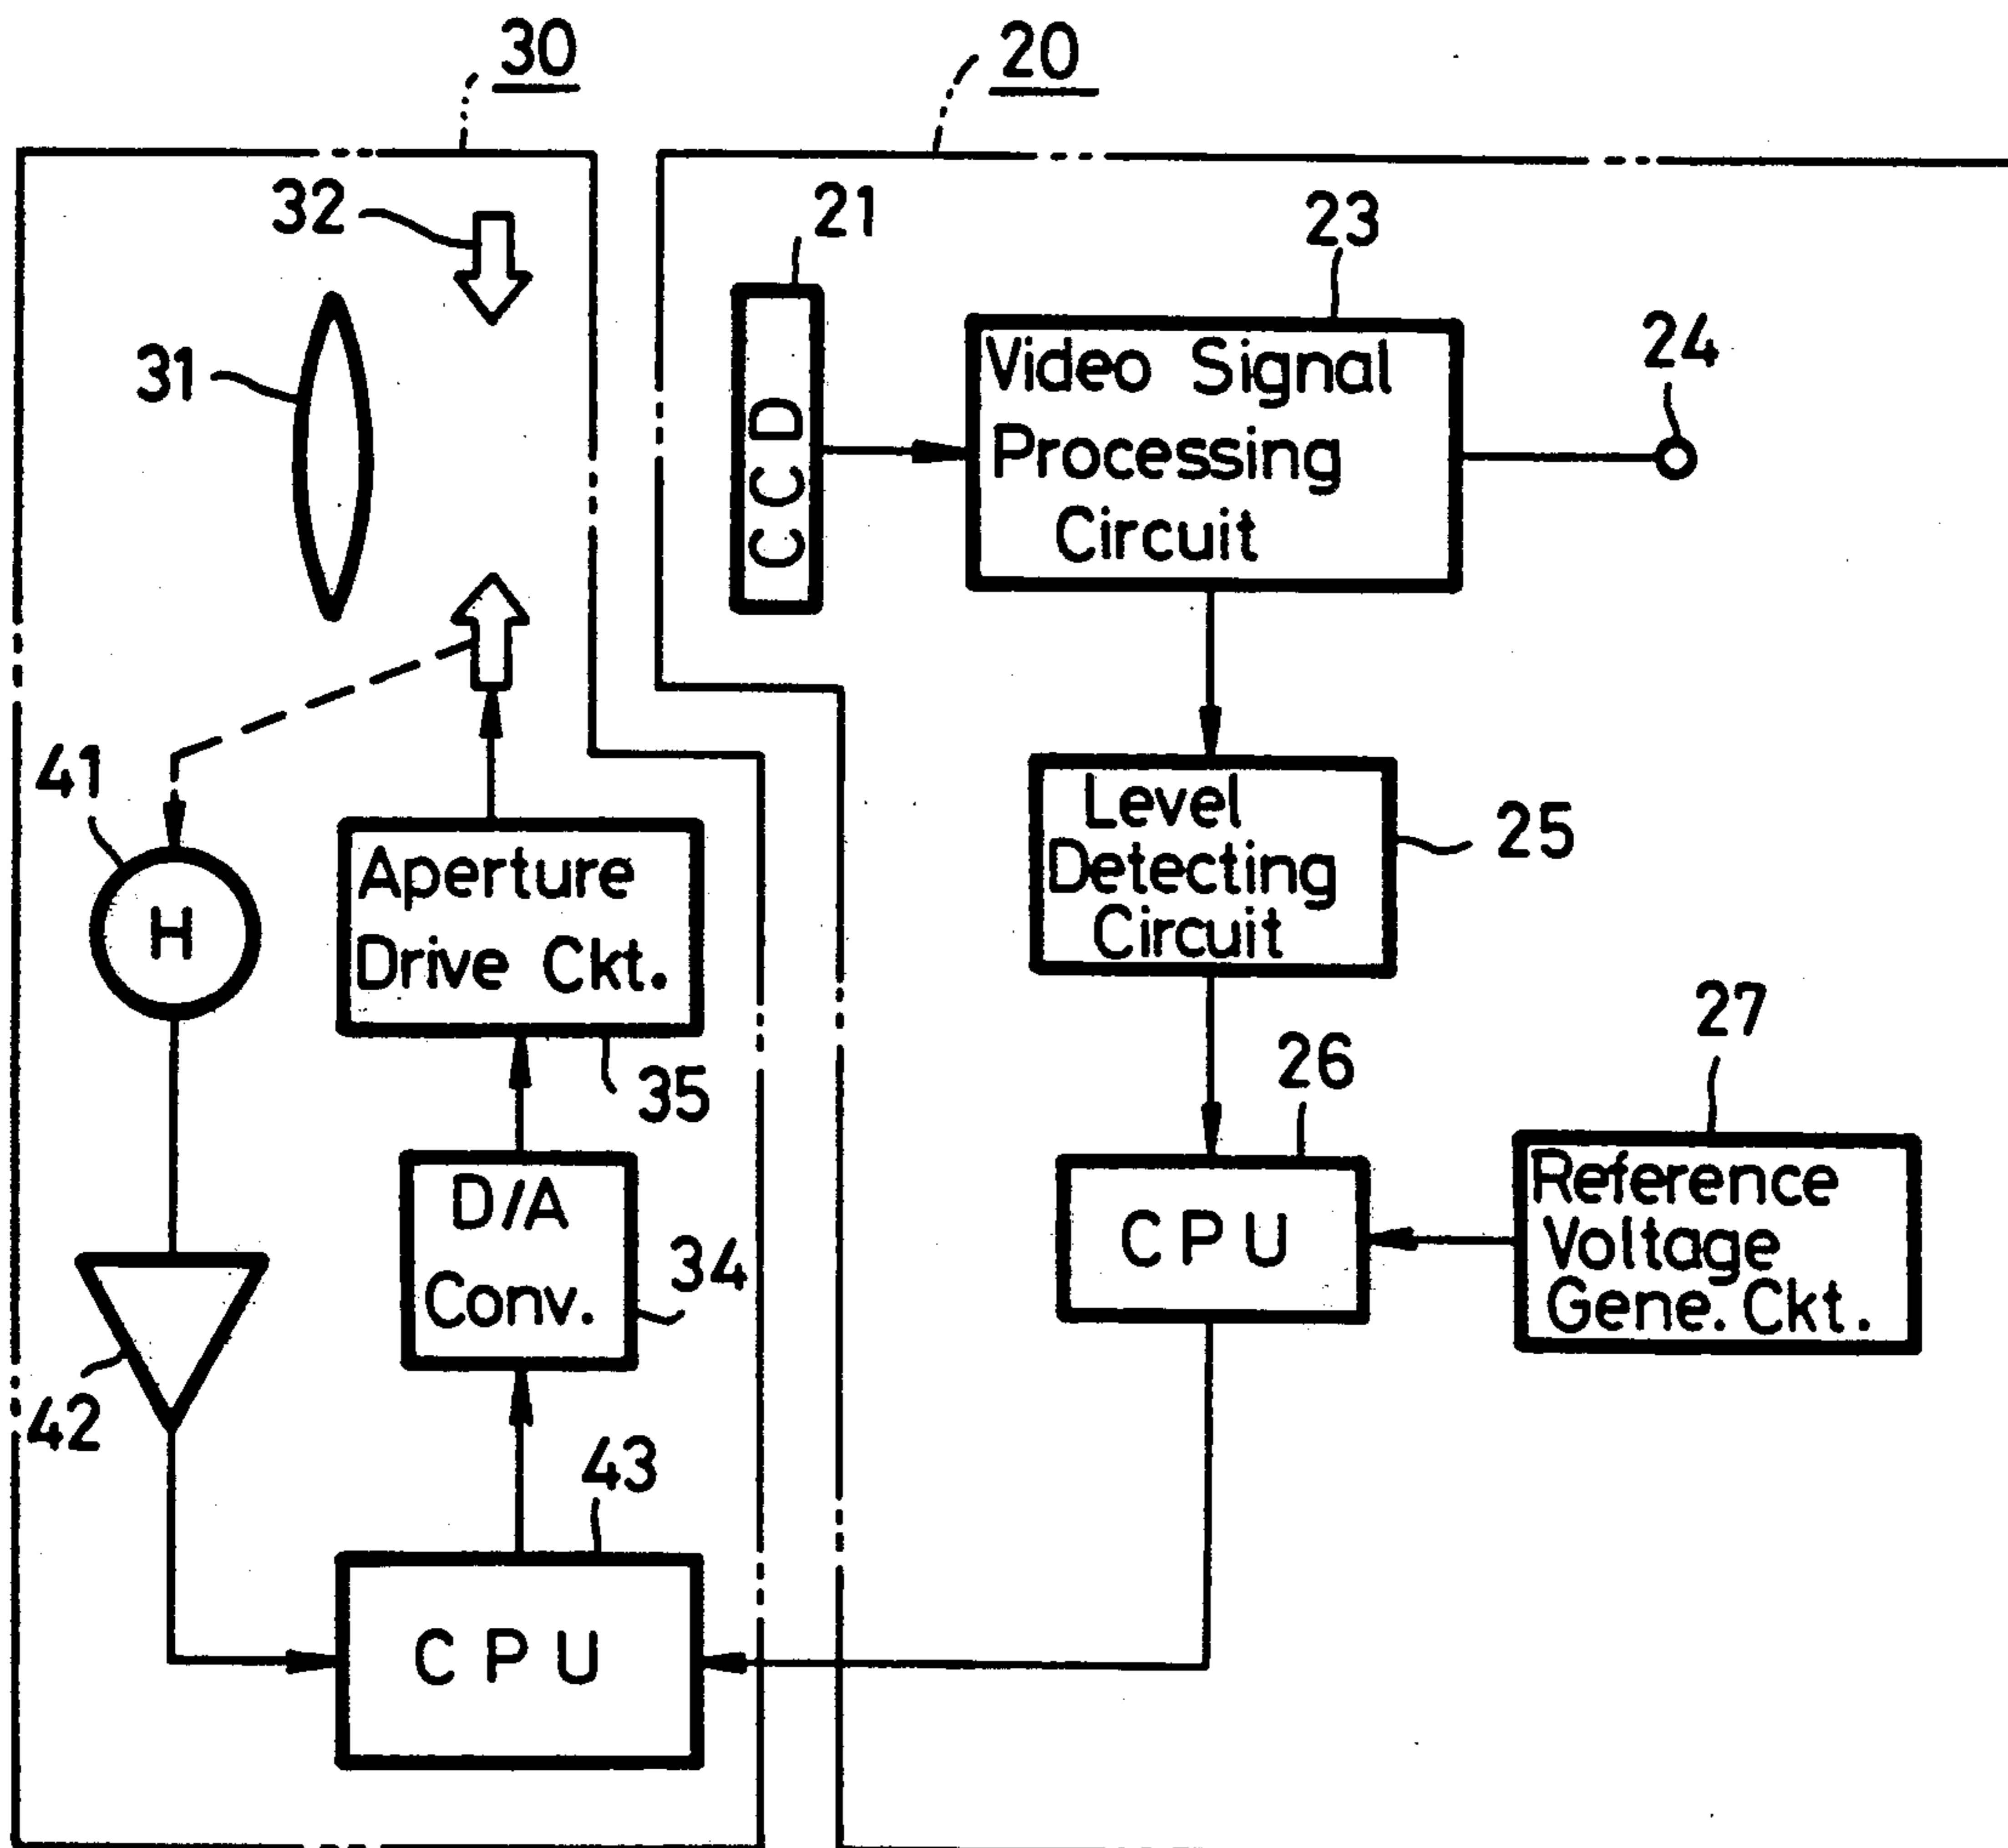 30
20
32
21
23
31
24
CCD
Video Signal
Processing
Circuit
41
H
Aperture
Drive Ckt.
35
Level
Detecting
Circuit
25
26
27
D/A
Conv.
34
CPU
Reference
Voltage
Gene. Ckt.
42
43
CPU